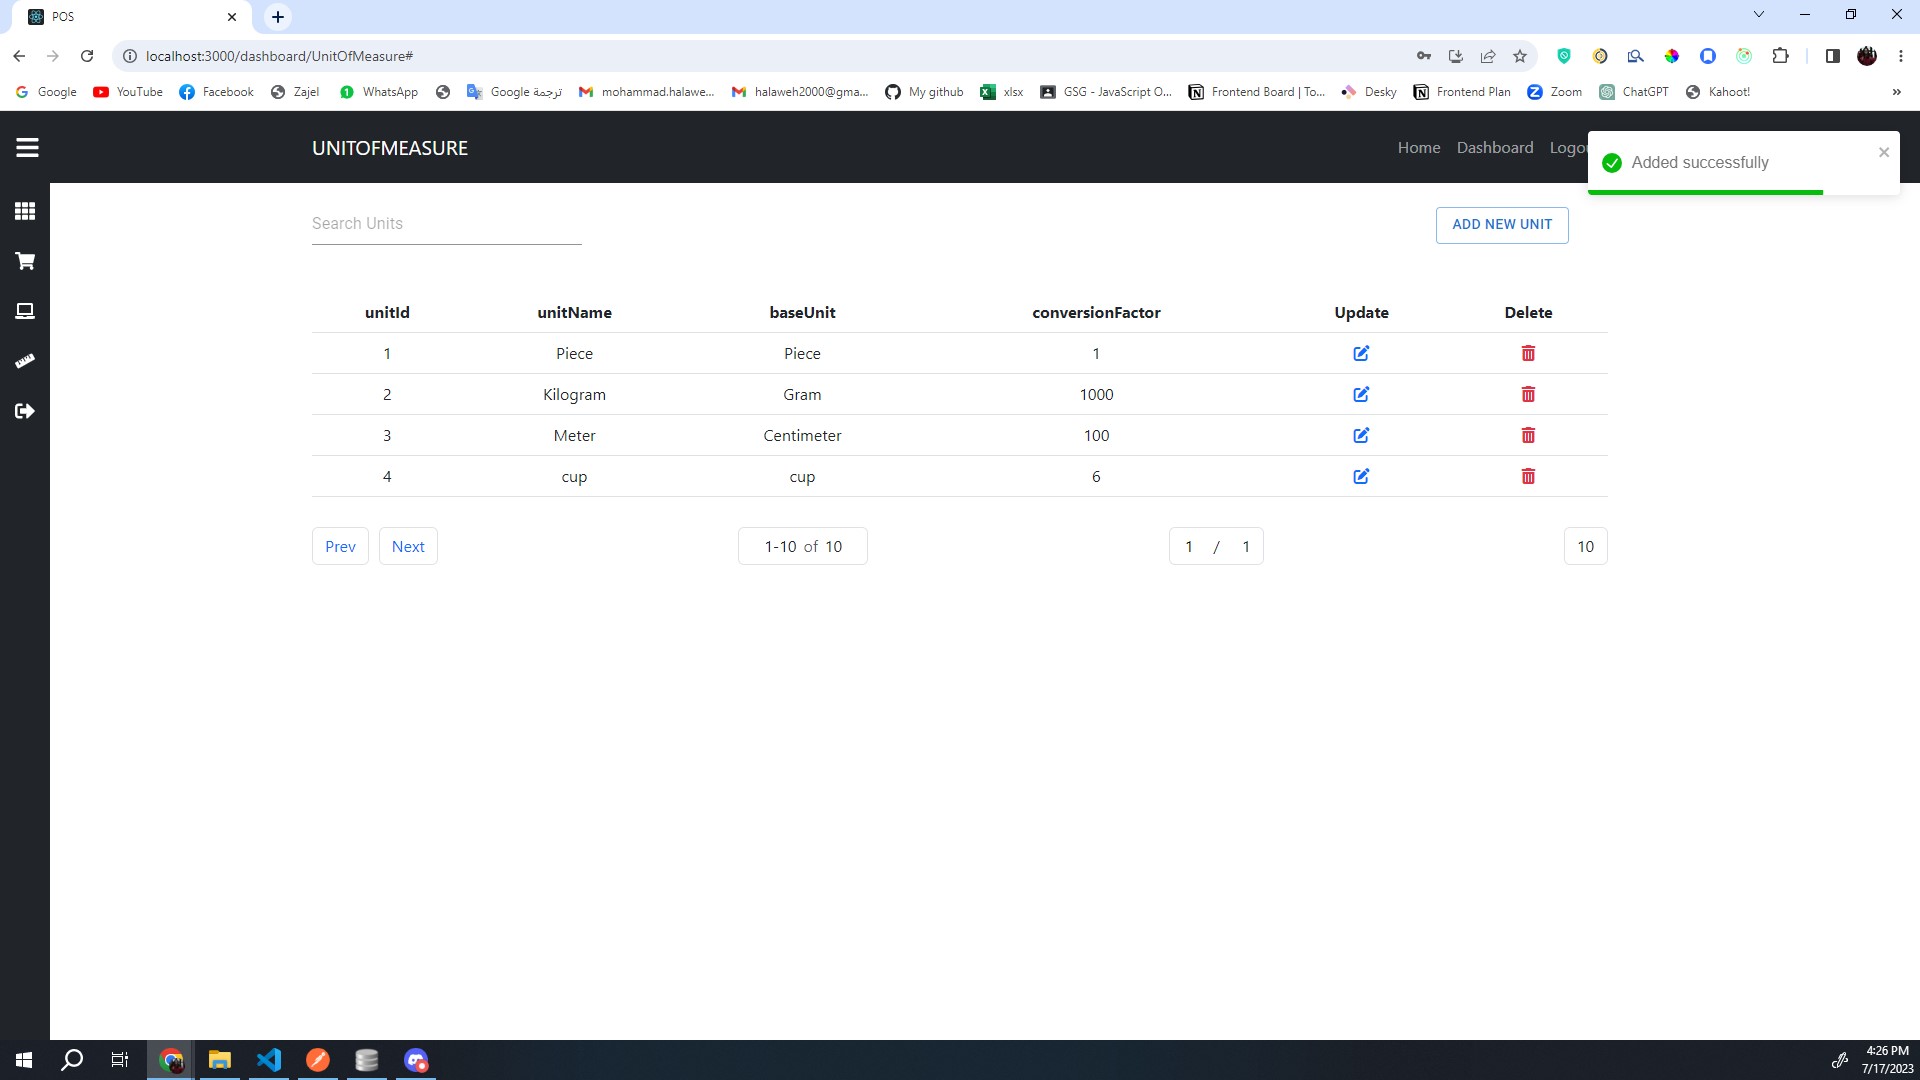 POS
localhost:3000/dashboard/UnitOfMeasure#
Google YouTube Facebook Zajel WhatsApp Google ترجمة mohammad.halawe... halaweh2000@gma... My github xlsx GSG - JavaScript O... Frontend Board | To... Desky Frontend Plan Zoom ChatGPT Kahoot! »
UNITOFMEASURE Home Dashboard
Added successfully
Search Units ADD NEW UNIT
unitId unitName baseUnit conversionFactor Update Delete
1 Piece Piece 1
2 Kilogram Gram 1000
3 Meter Centimeter 100
4 cup cup 6
Prev Next 1-10 of 10 1 / 1 10
4:26 PM
7/17/2023